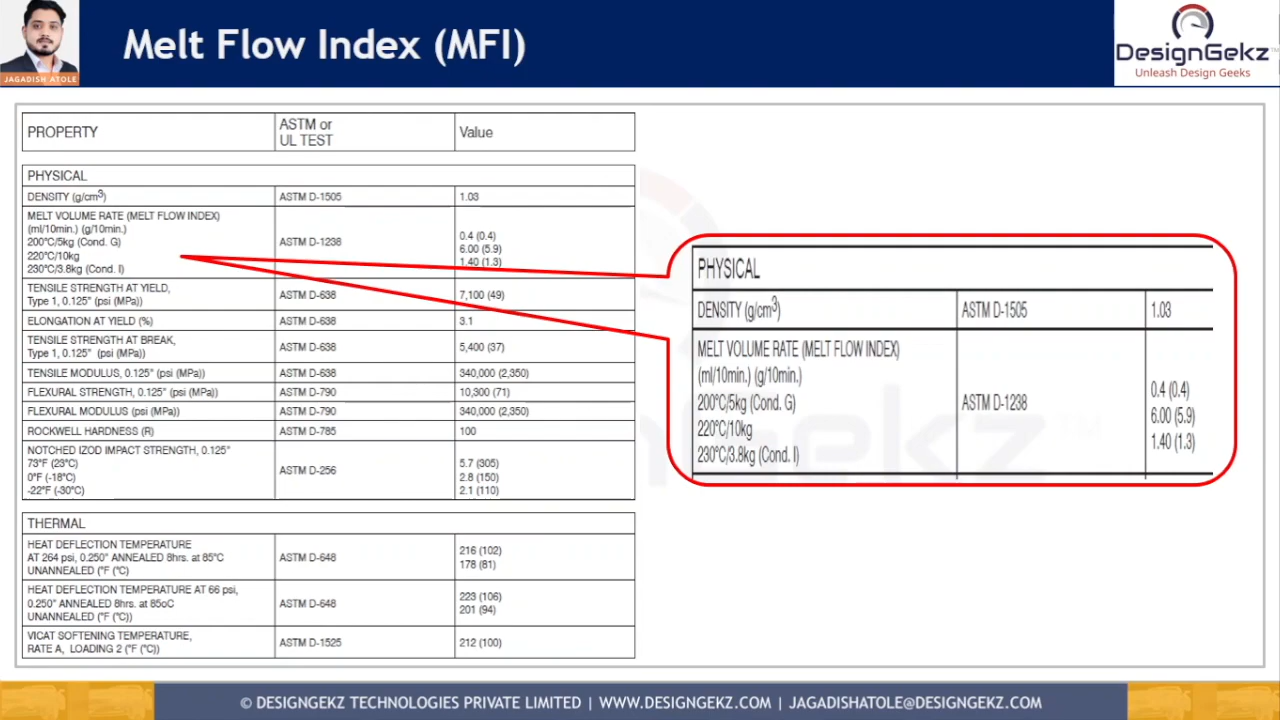 JAGADISH ATOLE
Melt Flow Index (MFI)
DesignGekz™
Unleash Design Geeks
PROPERTY
ASTM or
UL TEST
Value
PHYSICAL
DENSITY (g/cm³) ASTM D-1505 1.03
MELT VOLUME RATE (MELT FLOW INDEX)
(ml/10min.) (g/10min.)
200°C/5kg (Cond. G)
220°C/10kg
230°C/3.8kg (Cond. I)
ASTM D-1238
0.4 (0.4)
6.00 (5.9)
1.40 (1.3)
TENSILE STRENGTH AT YIELD,
Type 1, 0.125" (psi (MPa))
ASTM D-638
7,100 (49)
ELONGATION AT YIELD (%) ASTM D-638 3.1
TENSILE STRENGTH AT BREAK,
Type 1, 0.125" (psi (MPa))
ASTM D-638
5,400 (37)
TENSILE MODULUS, 0.125" (psi (MPa)) ASTM D-638 340,000 (2,350)
FLEXURAL STRENGTH, 0.125" (psi (MPa)) ASTM D-790 10,300 (71)
FLEXURAL MODULUS (psi (MPa)) ASTM D-790 340,000 (2,350)
ROCKWELL HARDNESS (R) ASTM D-785 100
NOTCHED IZOD IMPACT STRENGTH, 0.125"
73°F (23°C)
0°F (-18°C)
-22°F (-30°C)
ASTM D-256
5.7 (305)
2.8 (150)
2.1 (110)
THERMAL
HEAT DEFLECTION TEMPERATURE
AT 264 psi, 0.250" ANNEALED 8hrs. at 85°C
UNANNEALED (°F (°C)
ASTM D-648
216 (102)
178 (81)
HEAT DEFLECTION TEMPERATURE AT 66 psi,
0.250" ANNEALED 8hrs. at 85oC
UNANNEALED (°F (°C))
ASTM D-648
223 (106)
201 (94)
VICAT SOFTENING TEMPERATURE,
RATE A, LOADING 2 (°F (°C))
ASTM D-1525
212 (100)
PHYSICAL
DENSITY (g/cm³) ASTM D-1505 1.03
MELT VOLUME RATE (MELT FLOW INDEX)
(ml/10min.) (g/10min.)
200°C/5kg (Cond. G)
220°C/10kg
230°C/3.8kg (Cond. I)
ASTM D-1238
0.4 (0.4)
6.00 (5.9)
1.40 (1.3)
© DESIGNGEKZ TECHNOLOGIES PRIVATE LIMITED | WWW.DESIGNGEKZ.COM | JAGADISHATOLE@DESIGNGEKZ.COM